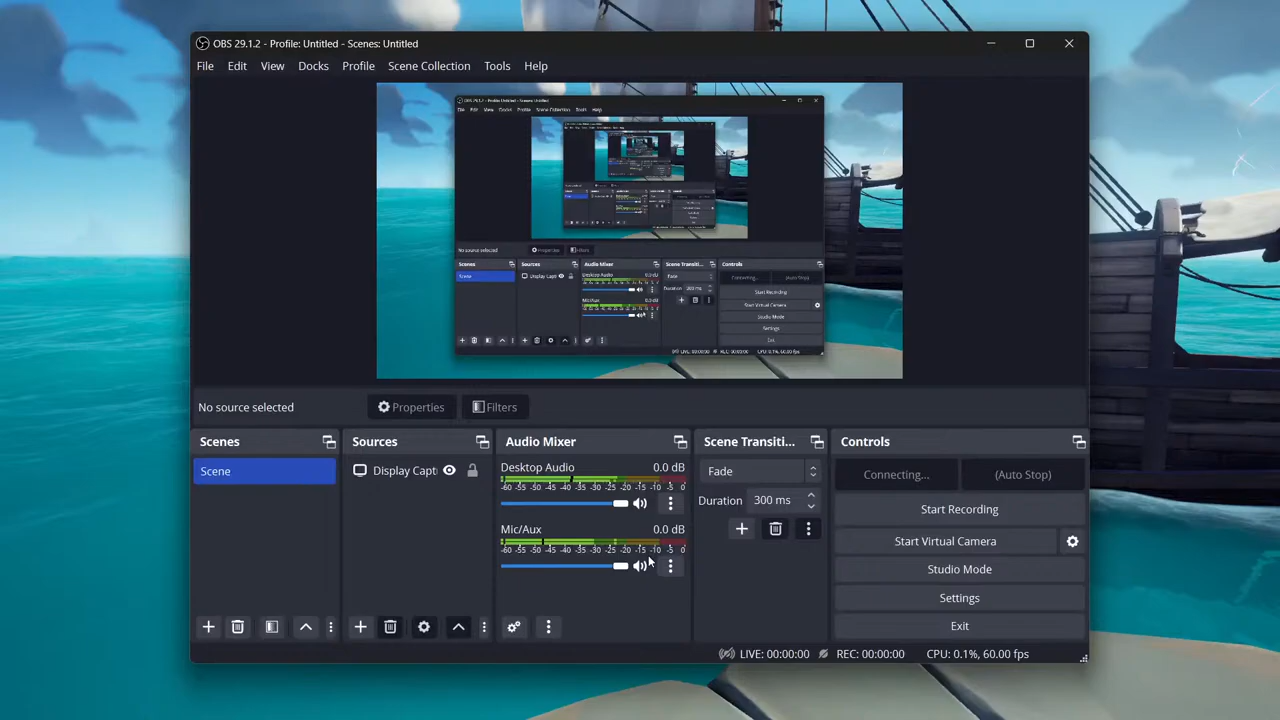 OBS 29.1.2 - Profile: Untitled - Scenes: Untitled
File Edit View Docks Profile Scene Collection Tools Help
No source selected Properties Filters
Scenes Sources Audio Mixer Scene Transiti... Controls
Scene
Display Capt
Desktop Audio 0.0 dB
-60 -55 -50 -45 -40 -35 -30 -25 -20 -15 -10 -5 0
Mic/Aux 0.0 dB
-60 -55 -50 -45 -40 -35 -30 -25 -20 -15 -10 -5 0
Fade
Duration 300 ms
Connecting... (Auto Stop)
Start Recording
Start Virtual Camera
Studio Mode
Settings
Exit
LIVE: 00:00:00 REC: 00:00:00 CPU: 0.1%, 60.00 fps